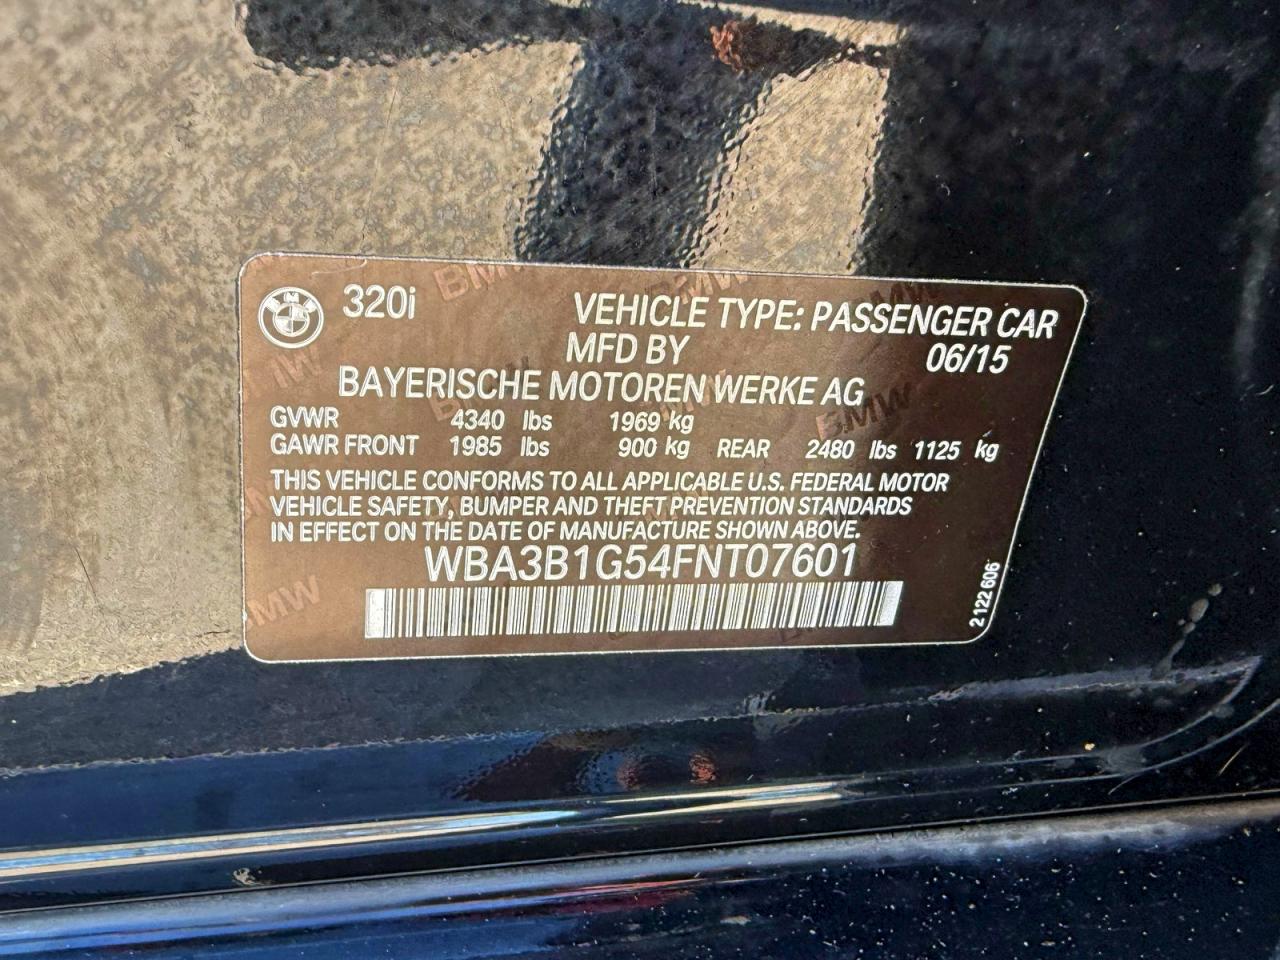 320i VEHICLE TYPE: PASSENGER CAR
MFD BY 06/15
BAYERISCHE MOTOREN WERKE AG
GVWR 4340 lbs 1969 kg
GAWR FRONT 1985 lbs 900 kg REAR 2480 lbs 1125 kg
THIS VEHICLE CONFORMS TO ALL APPLICABLE U.S. FEDERAL MOTOR
VEHICLE SAFETY, BUMPER AND THEFT PREVENTION STANDARDS
IN EFFECT ON THE DATE OF MANUFACTURE SHOWN ABOVE.
WBA3B1G54FNT07601
2 122 606